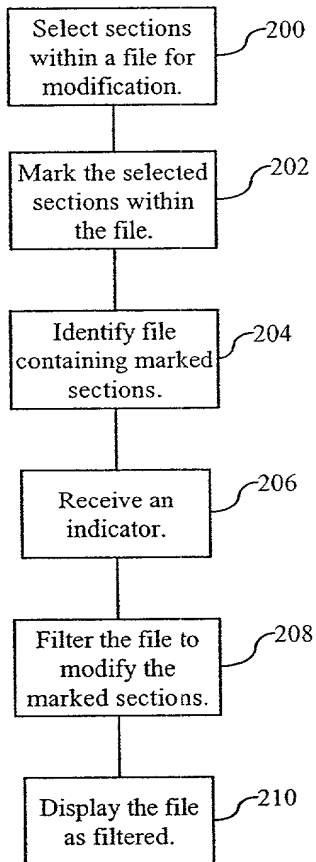 Select sections
within a file for
modification.
200
Mark the selected
sections within
the file.
202
Identify file
containing marked
sections.
204
Receive an
indicator.
206
Filter the file to
modify the
marked sections.
208
Display the file
as filtered.
210